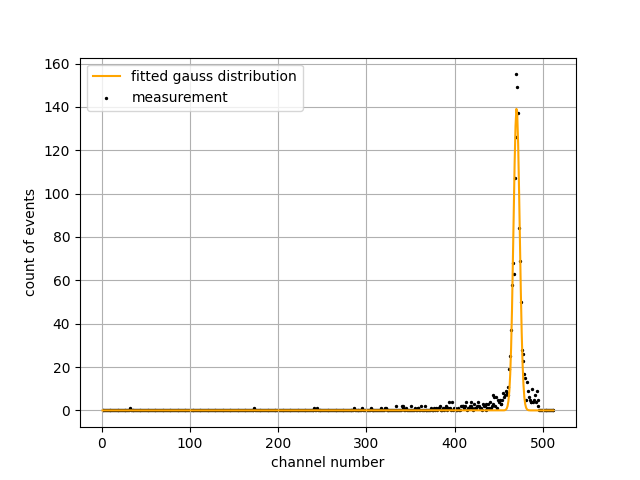 fitted gauss distribution
measurement
160
140
120
100
80
60
40
20
0
count of events
0 100 200 300 400 500
channel number